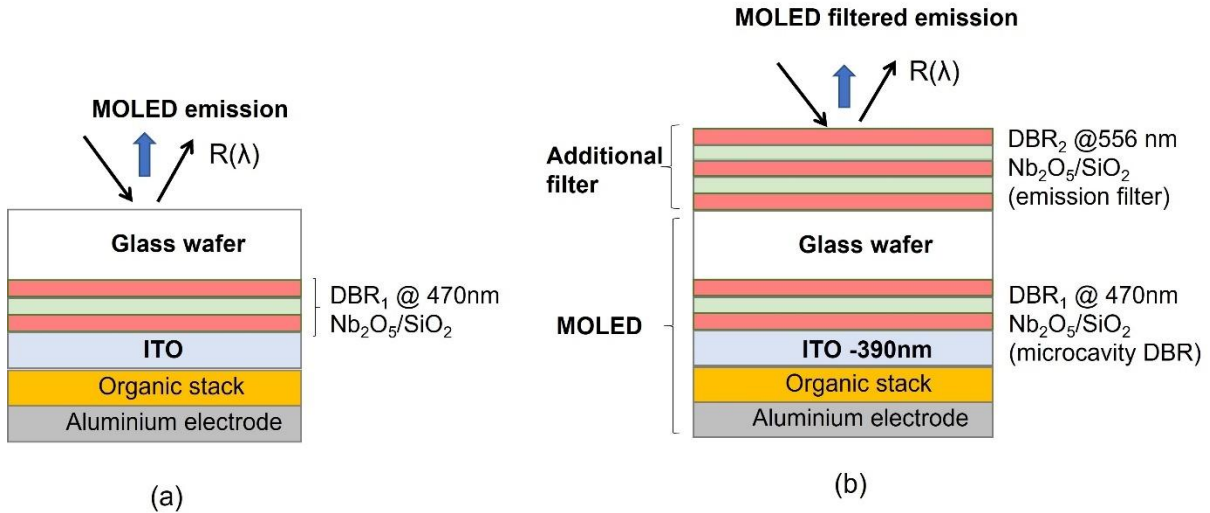 MOLED emission
R(λ)
Glass wafer
DBR₁ @ 470nm
Nb₂O₅/SiO₂
ITO
Organic stack
Aluminium electrode
(a)
MOLED filtered emission
R(λ)
Additional
filter
DBR₂ @556 nm
Nb₂O₅/SiO₂
(emission filter)
Glass wafer
MOLED
DBR₁ @ 470nm
Nb₂O₅/SiO₂
(microcavity DBR)
ITO -390nm
Organic stack
Aluminium electrode
(b)